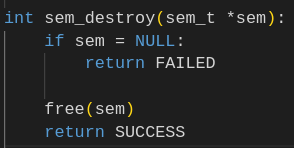 int sem_destroy(sem_t *sem):
    if sem = NULL:
        return FAILED

    free(sem)
    return SUCCESS